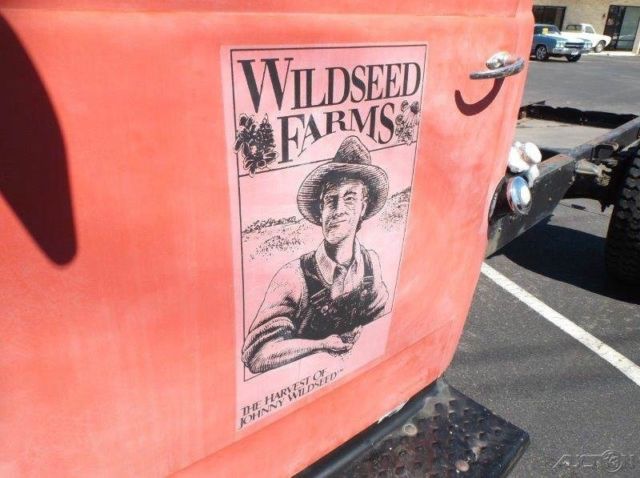 WILDSEED
FARMS
THE HARVEST OF
JOHNNY WILDSEED™